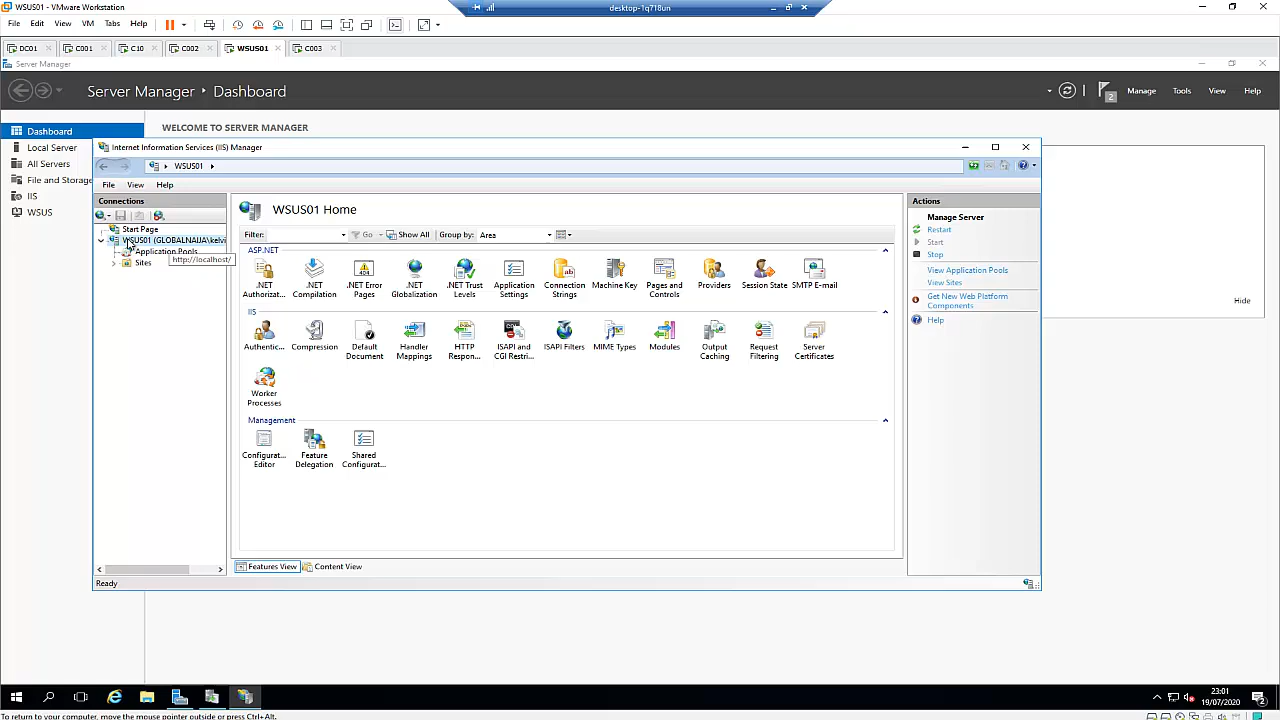 WSUS01 - VMware Workstation
desktop-1q718un
File Edit View VM Tabs Help
DC01 C001 C10 C002 WSUS01 C003
Server Manager
Server Manager Dashboard
2
Manage Tools View Help
Dashboard
Local Server
All Servers
File and Storage
IIS
WSUS
WELCOME TO SERVER MANAGER
Hide
Internet Information Services (IIS) Manager
WSUS01
File View Help
Connections
Start Page
WSUS01 (GLOBALNAIJA\kelvi
Application Pools
http://localhost/
Sites
WSUS01 Home
Filter: Go Show All Group by: Area
ASP.NET
.NET Authorizat...
.NET Compilation
.NET Error Pages
.NET Globalization
.NET Trust Levels
Application Settings
Connection Strings
Machine Key
Pages and Controls
Providers
Session State
SMTP E-mail
IIS
Authentic...
Compression
Default Document
Handler Mappings
HTTP Respon...
ISAPI and CGI Restri...
ISAPI Filters
MIME Types
Modules
Output Caching
Request Filtering
Server Certificates
Worker Processes
Management
Configurat... Editor
Feature Delegation
Shared Configurat...
Features View Content View
Actions
Manage Server
Restart
Start
Stop
View Application Pools
View Sites
Get New Web Platform
Components
Help
Ready
23:01
19/07/2020
2
To return to your computer, move the mouse pointer outside or press Ctrl+Alt.